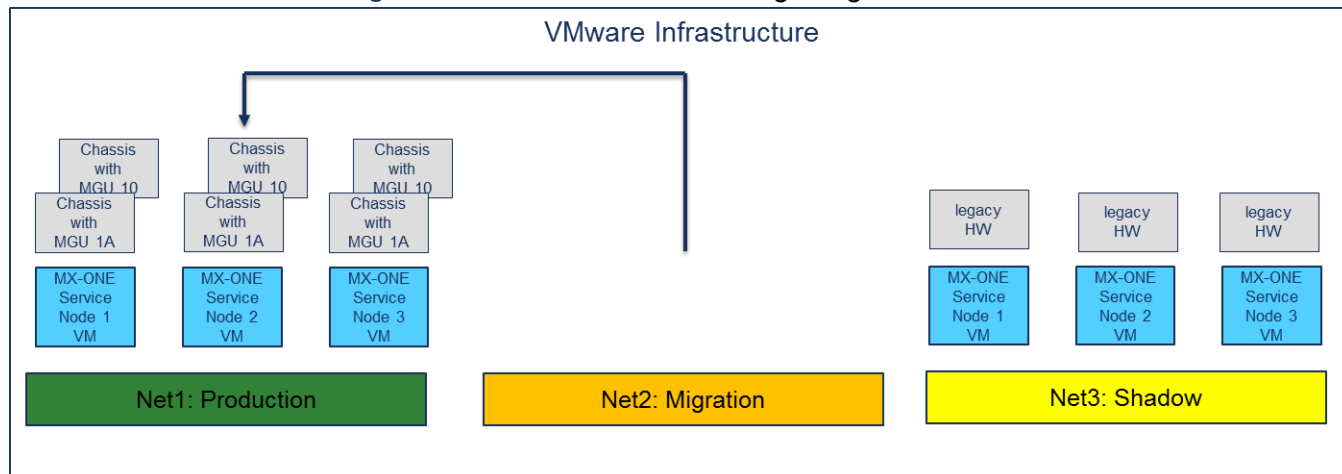 VMware Infrastructure
Chassis
with
MGU 10
Chassis
with
MGU 10
Chassis
with
MGU 10
Chassis
with
MGU 1A
Chassis
with
MGU 1A
Chassis
with
MGU 1A
legacy
HW
legacy
HW
legacy
HW
MX-ONE
Service
Node 1
VM
MX-ONE
Service
Node 2
VM
MX-ONE
Service
Node 3
VM
MX-ONE
Service
Node 1
VM
MX-ONE
Service
Node 2
VM
MX-ONE
Service
Node 3
VM
Net1: Production
Net2: Migration
Net3: Shadow